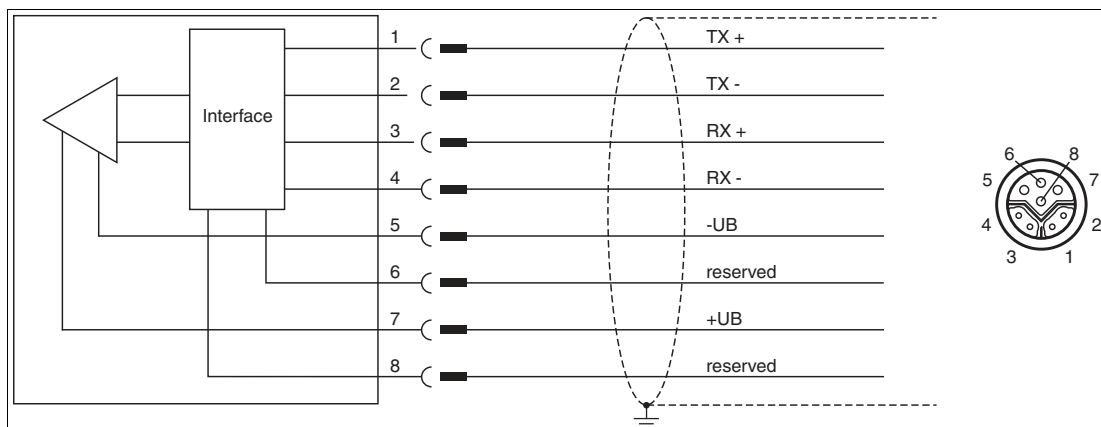 1 TX +
2 TX -
Interface
3 RX +
4 RX -
5 -UB
6 reserved
7 +UB
8 reserved
6 8
5 7
4 2
3 1